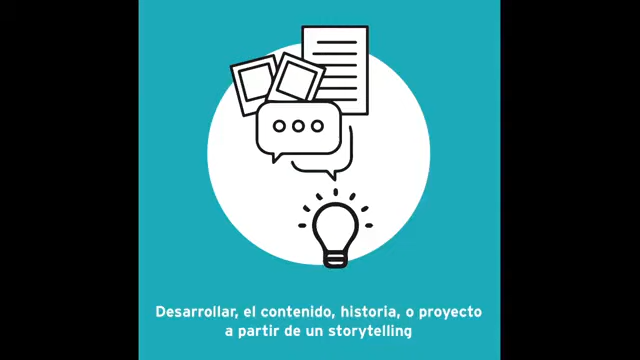 Desarrollar, el contenido, historia, o proyecto
a partir de un storytelling